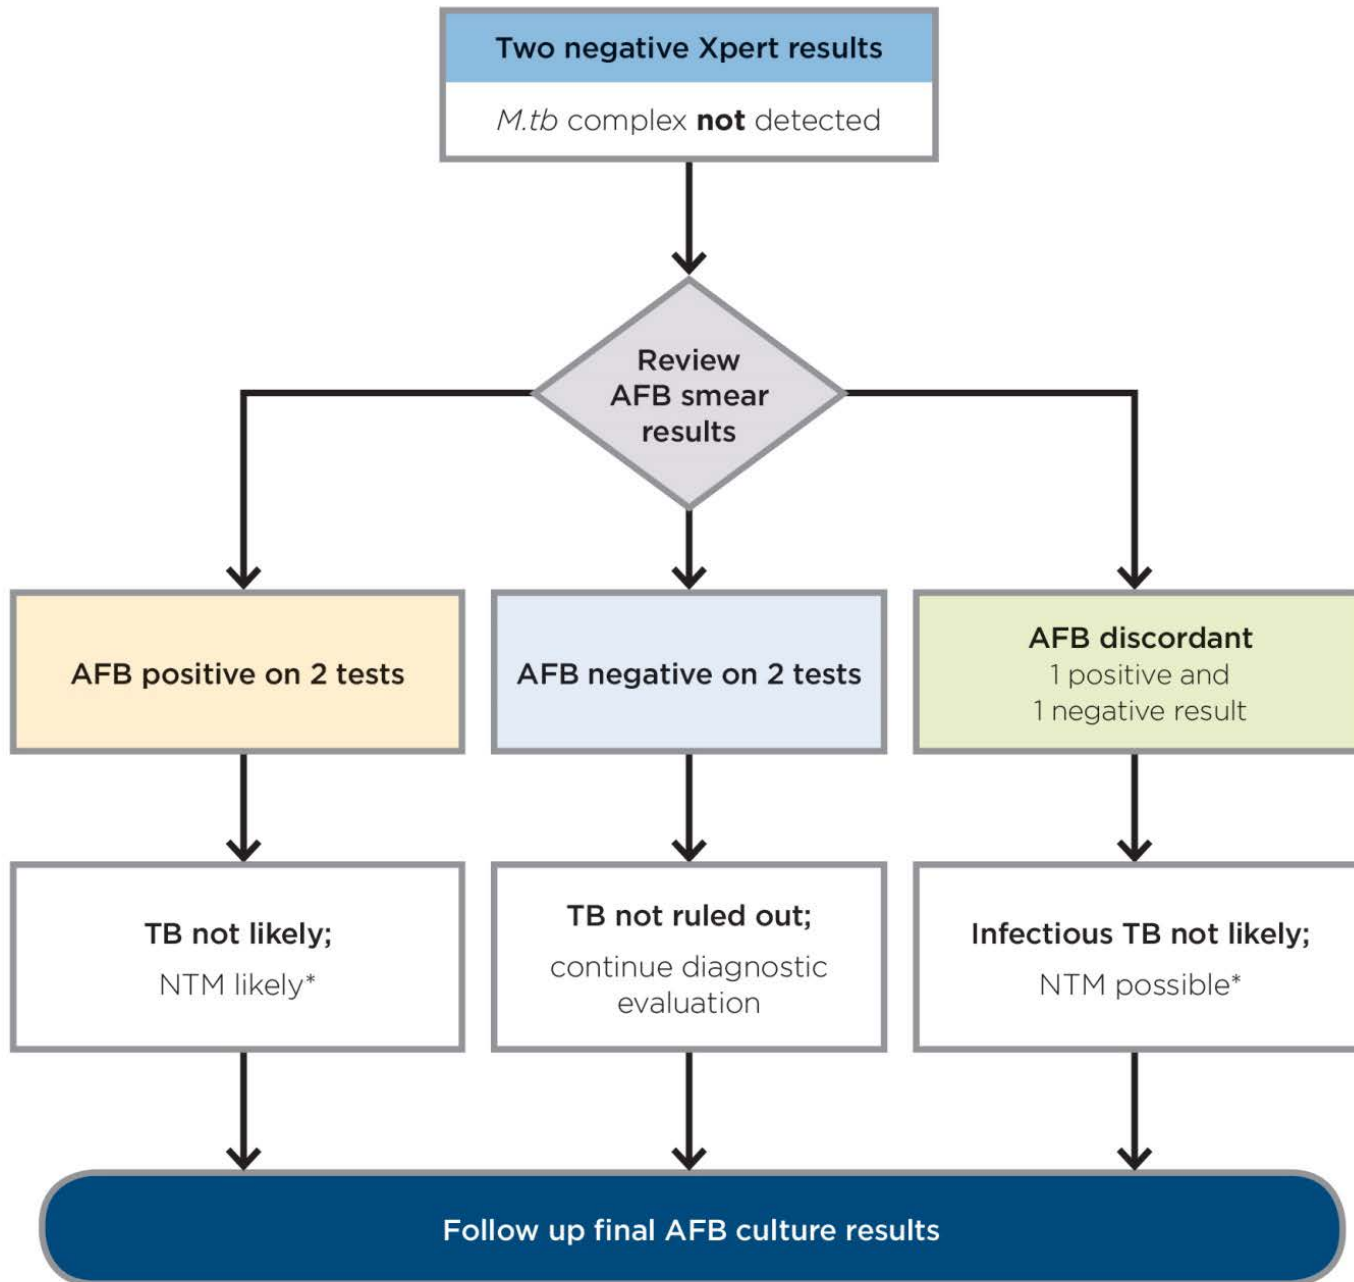 Two negative Xpert results
M.tb complex not detected
Review
AFB smear
results
AFB positive on 2 tests
AFB negative on 2 tests
AFB discordant
1 positive and
1 negative result
TB not likely;
NTM likely*
TB not ruled out;
continue diagnostic
evaluation
Infectious TB not likely;
NTM possible*
Follow up final AFB culture results